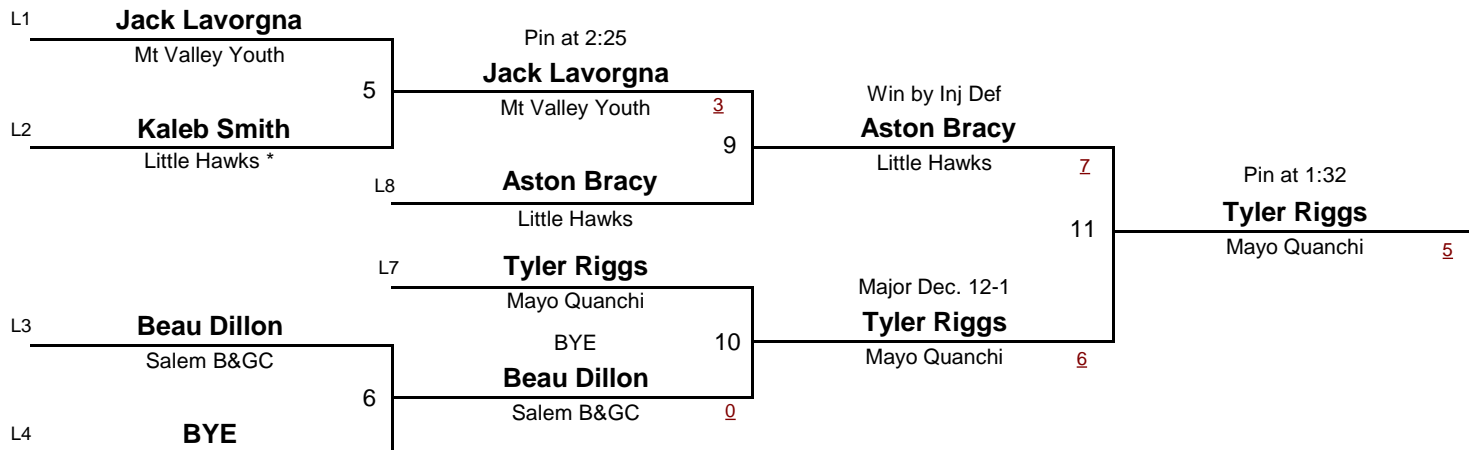 L1
Jack Lavorgna
Mt Valley Youth
5
L2
Kaleb Smith
Little Hawks *
Pin at 2:25
Jack Lavorgna
Mt Valley Youth
3
9
L8
Aston Bracy
Little Hawks
Win by Inj Def
Aston Bracy
Little Hawks
7
11
Pin at 1:32
Tyler Riggs
Mayo Quanchi
5
L7
Tyler Riggs
Mayo Quanchi
10
Major Dec. 12-1
Tyler Riggs
Mayo Quanchi
6
L3
Beau Dillon
Salem B&GC
6
BYE
Beau Dillon
Salem B&GC
0
L4
BYE